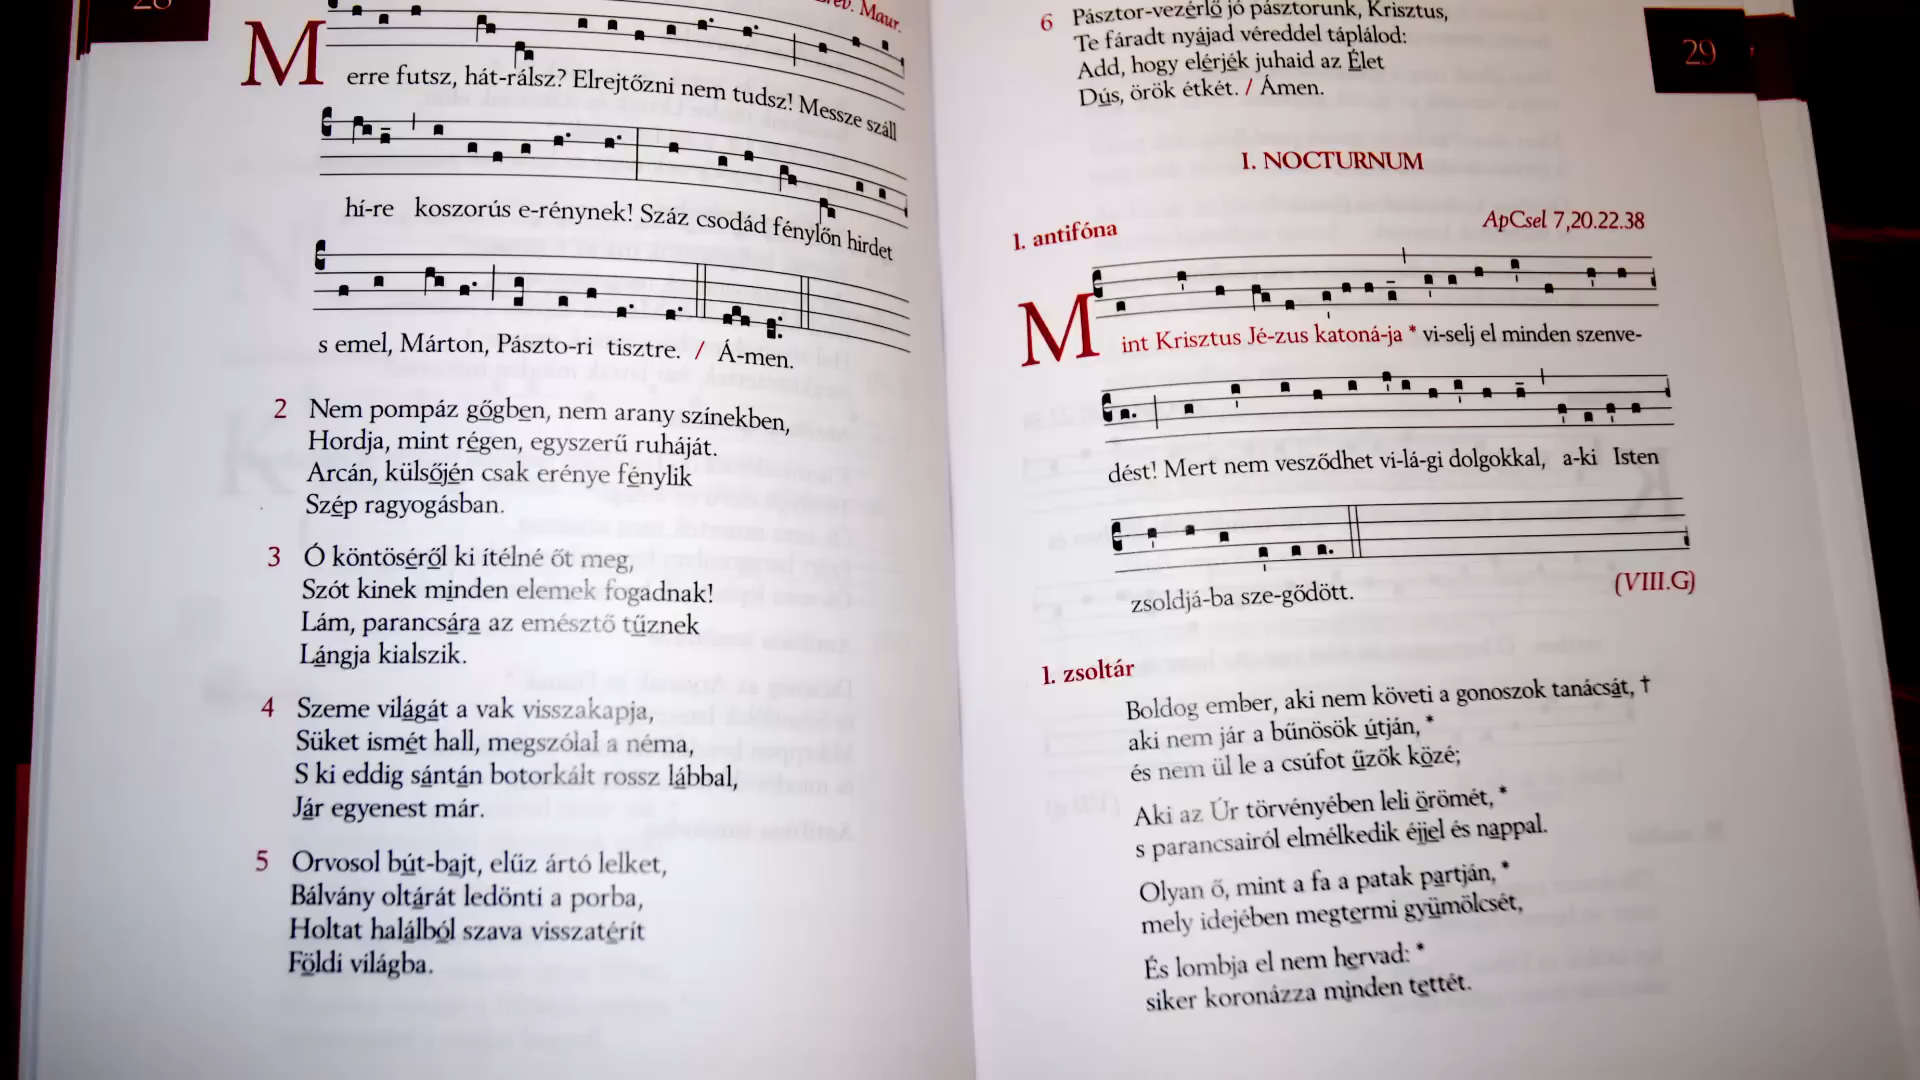 28
Brev. Maur.
Merre futsz, hát-rálsz? Elrejtőzni nem tudsz! Messze száll
hí-re koszorús e-rénynek! Száz csodád fénylőn hirdet
s emel, Márton, Pászto-ri tisztre. / Á-men.
2 Nem pompáz gőgben, nem arany színekben,
Hordja, mint régen, egyszerű ruháját.
Arcán, külsőjén csak erénye fénylik
Szép ragyogásban.
3 Ó köntöséről ki ítélné őt meg,
Szót kinek minden elemek fogadnak!
Lám, parancsára az emésztő tűznek
Lángja kialszik.
4 Szeme világát a vak visszakapja,
Süket ismét hall, megszólal a néma,
S ki eddig sántán botorkált rossz lábbal,
Jár egyenest már.
5 Orvosol bút-bajt, elűz ártó lelket,
Bálvány oltárát ledönti a porba,
Holtat halálból szava visszatérít
Földi világba.
29
6 Pásztor-vezérlő jó pásztorunk, Krisztus,
Te fáradt nyájad véreddel táplálod:
Add, hogy elérjék juhaid az Élet
Dús, örök étkét. / Ámen.
I. NOCTURNUM
1. antifóna
ApCsel 7,20.22.38
Mint Krisztus Jé-zus katoná-ja * vi-selj el minden szenve-
dést! Mert nem vesződhet vi-lá-gi dolgokkal, a-ki Isten
zsoldjá-ba sze-gődött.
(VIII.G)
1. zsoltár
Boldog ember, aki nem követi a gonoszok tanácsát, †
aki nem jár a bűnösök útján, *
és nem ül le a csúfot űzők közé;
Aki az Úr törvényében leli örömét, *
s parancsairól elmélkedik éjjel és nappal.
Olyan ő, mint a fa a patak partján, *
mely idejében megtermi gyümölcsét,
És lombja el nem hervad: *
siker koronázza minden tettét.